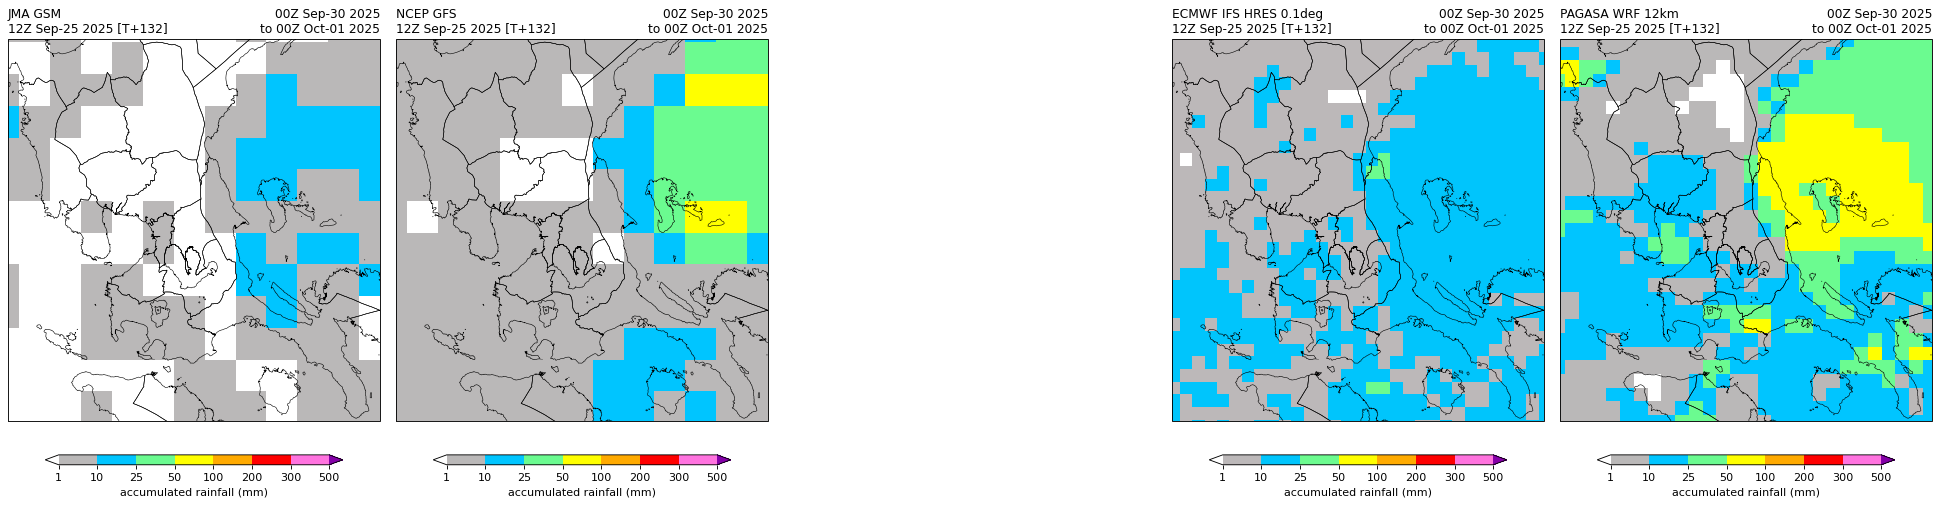 JMA GSM 00Z Sep-30 2025
12Z Sep-25 2025 [T+132] to 00Z Oct-01 2025
1 10 25 50 100 200 300 500
accumulated rainfall (mm)
NCEP GFS 00Z Sep-30 2025
12Z Sep-25 2025 [T+132] to 00Z Oct-01 2025
1 10 25 50 100 200 300 500
accumulated rainfall (mm)
ECMWF IFS HRES 0.1deg 00Z Sep-30 2025
12Z Sep-25 2025 [T+132] to 00Z Oct-01 2025
1 10 25 50 100 200 300 500
accumulated rainfall (mm)
PAGASA WRF 12km 00Z Sep-30 2025
12Z Sep-25 2025 [T+132] to 00Z Oct-01 2025
1 10 25 50 100 200 300 500
accumulated rainfall (mm)